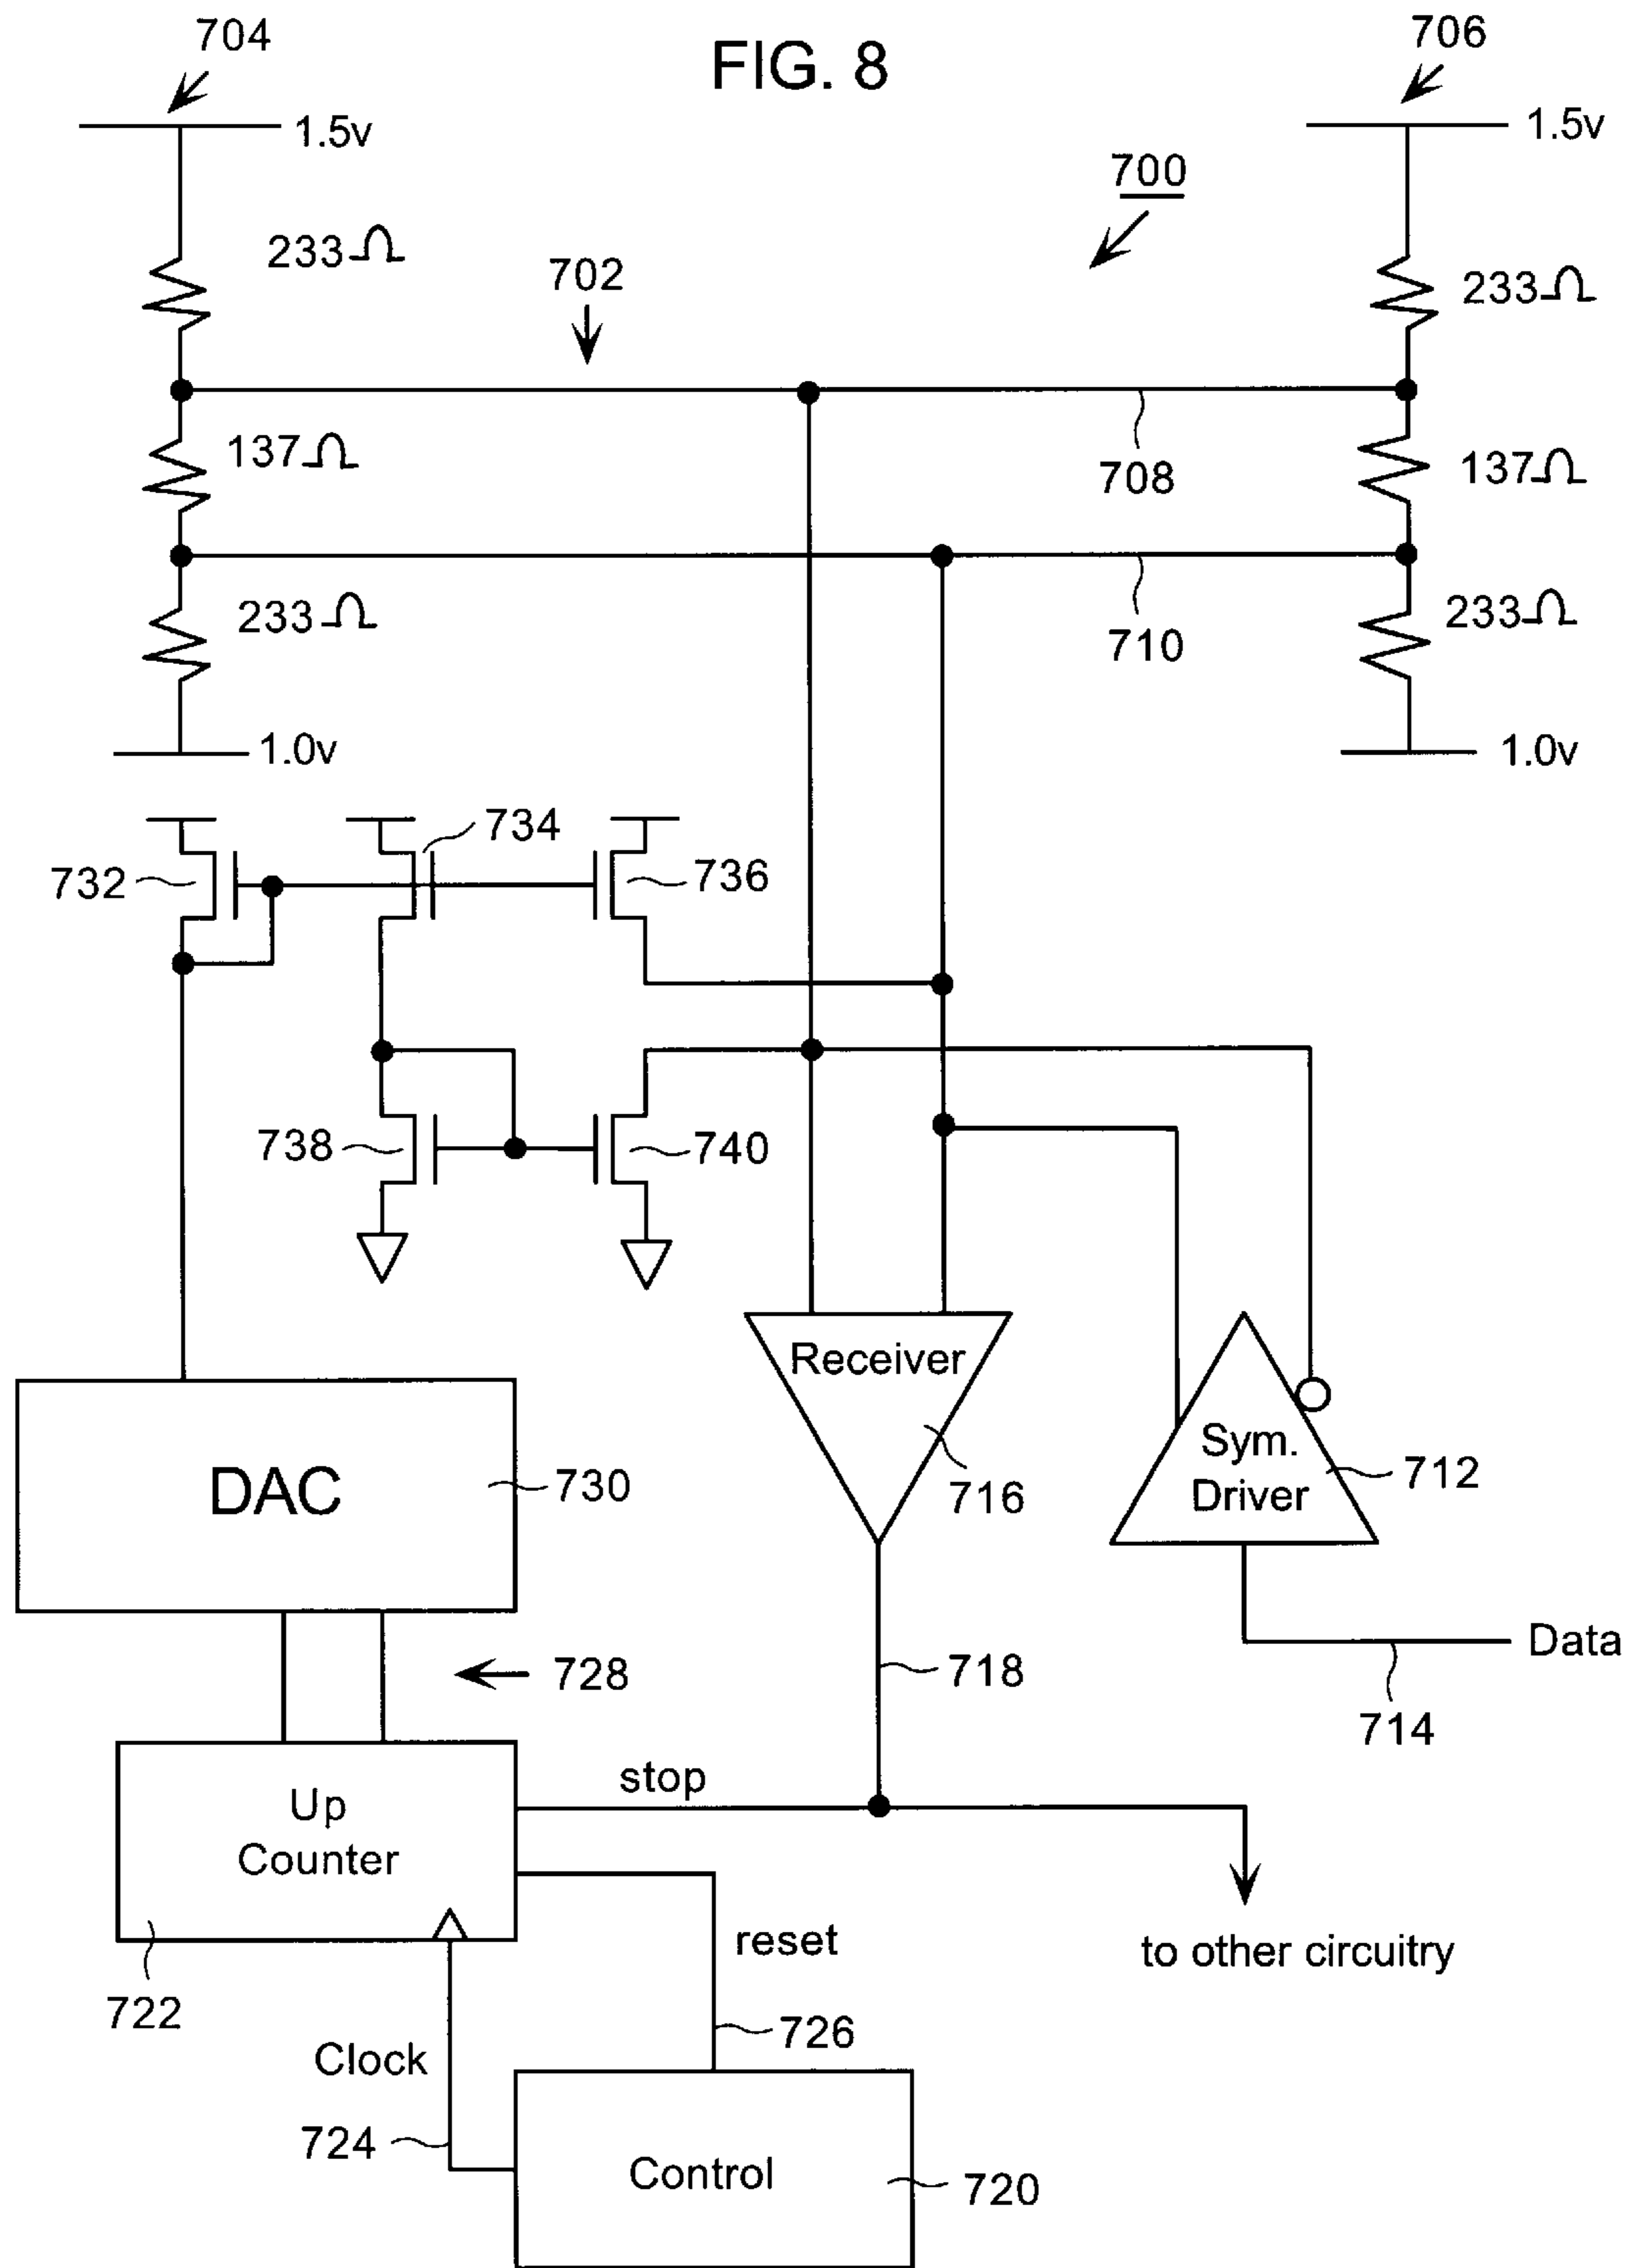 FIG. 8
704
706
1.5v
1.5v
700
233Ω
702
233Ω
137Ω
708
137Ω
233Ω
710
233Ω
1.0v
1.0v
734
732
736
738
740
Receiver
Sym.
Driver
712
DAC
730
716
718
Data
728
714
stop
Up
Counter
reset
to other circuitry
722
726
Clock
724
Control
720